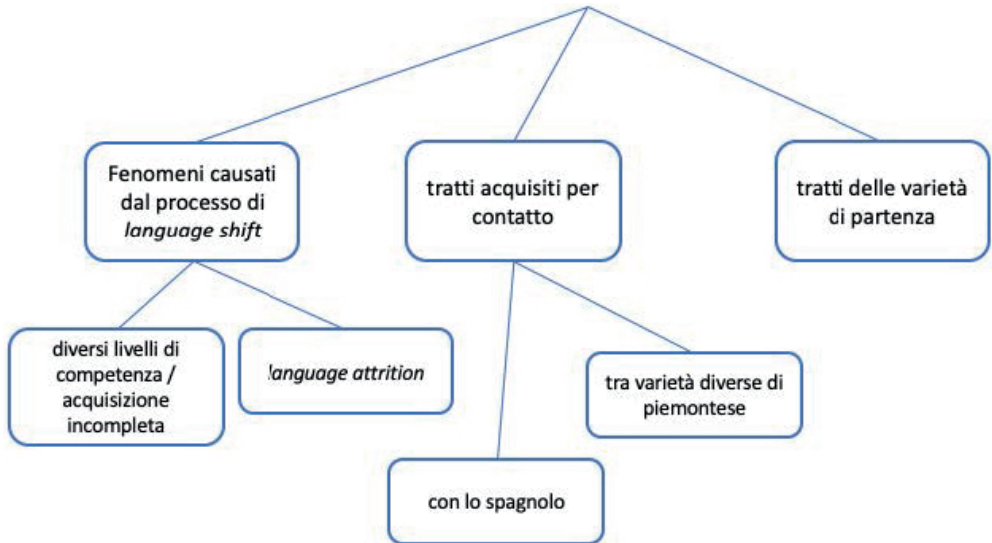 Fenomeni causati
dal processo di
language shift
tratti acquisiti per
contatto
tratti delle varietà
di partenza
diversi livelli di
competenza /
acquisizione
incompleta
language attrition
tra varietà diverse di
piemontese
con lo spagnolo